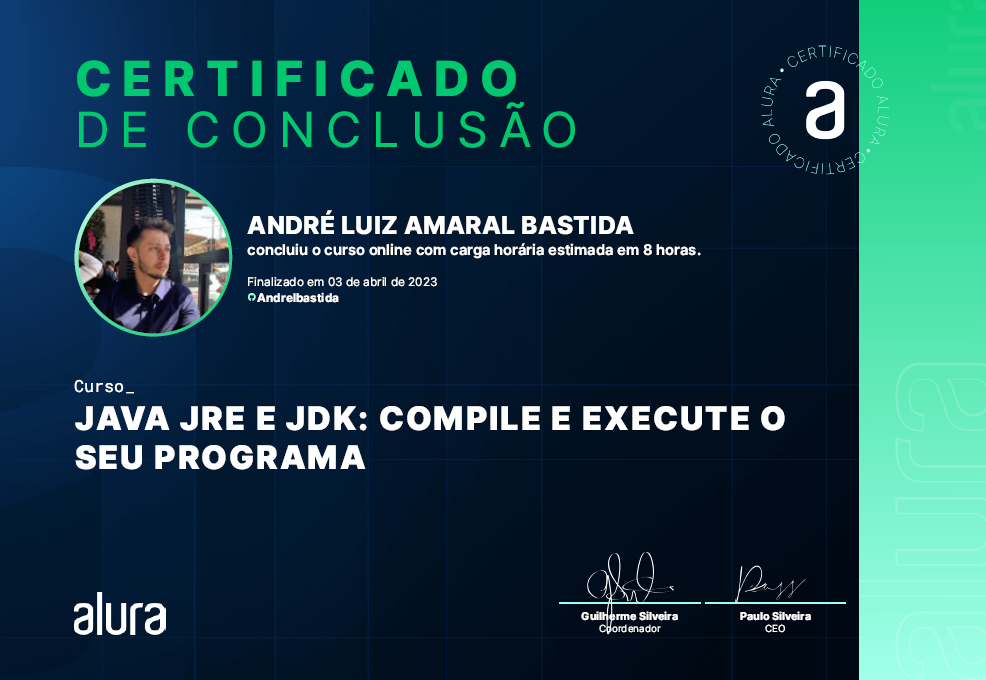 CERTIFICADO
DE CONCLUSÃO
CERTIFICADO ALURA • CERTIFICADO ALURA •
a
ANDRÉ LUIZ AMARAL BASTIDA
concluiu o curso online com carga horária estimada em 8 horas.
Finalizado em 03 de abril de 2023
Andrelbastida
Curso_
JAVA JRE E JDK: COMPILE E EXECUTE O
SEU PROGRAMA
alura
Guilherme Silveira
Coordenador
Paulo Silveira
CEO
alura
alura